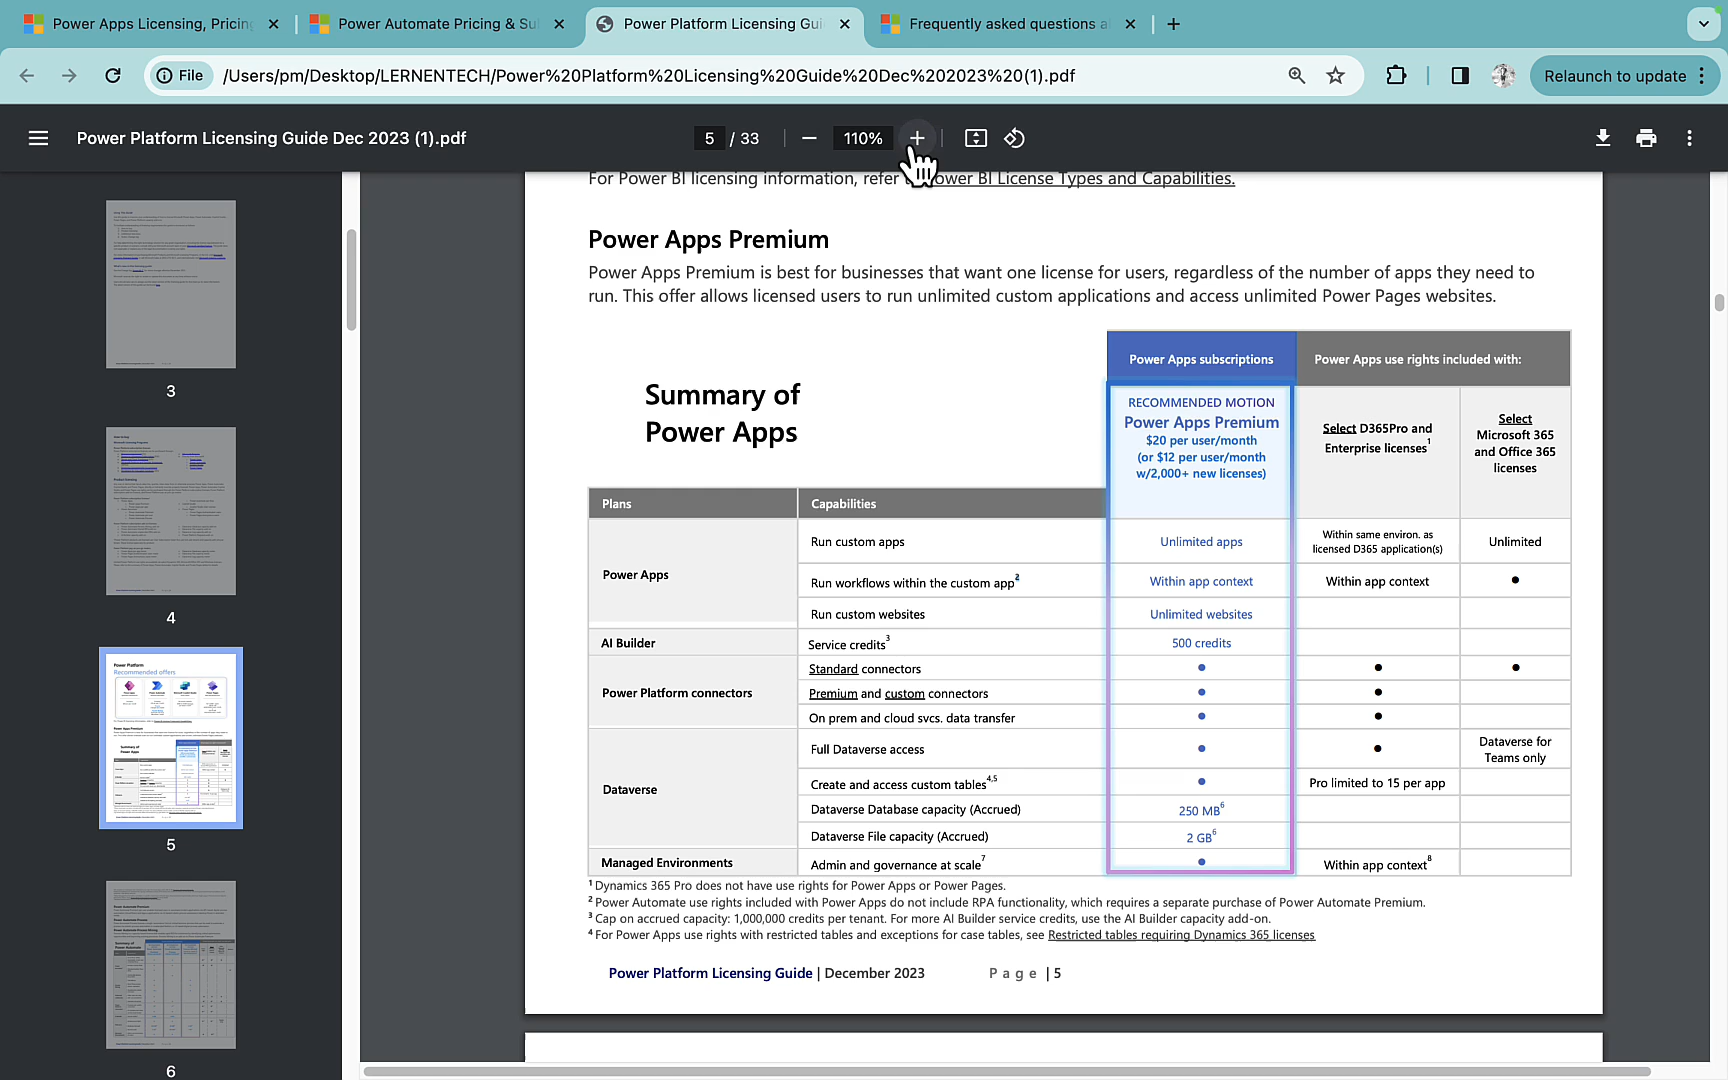 Power Apps Licensing, Pricing
Power Automate Pricing & Su
Power Platform Licensing Gui
Frequently asked questions a
File
/Users/pm/Desktop/LERNENTECH/Power%20Platform%20Licensing%20Guide%20Dec%202023%20(1).pdf
Relaunch to update
Power Platform Licensing Guide Dec 2023 (1).pdf
5 / 33
110%
3
4
5
6
For Power BI licensing information, refer Power BI License Types and Capabilities.
Power Apps Premium
Power Apps Premium is best for businesses that want one license for users, regardless of the number of apps they need to
run. This offer allows licensed users to run unlimited custom applications and access unlimited Power Pages websites.
Summary of
Power Apps
Power Apps subscriptions
Power Apps use rights included with:
RECOMMENDED MOTION
Power Apps Premium
$20 per user/month
(or $12 per user/month
w/2,000+ new licenses)
Select D365Pro and
Enterprise licenses1
Select
Microsoft 365
and Office 365
licenses
Plans Capabilities
Power Apps
Run custom apps Unlimited apps Within same environ. as
licensed D365 application(s) Unlimited
Run workflows within the custom app2 Within app context Within app context •
Run custom websites Unlimited websites
AI Builder Service credits3 500 credits
Power Platform connectors
Standard connectors • • •
Premium and custom connectors • •
On prem and cloud svcs. data transfer • •
Dataverse
Full Dataverse access • • Dataverse for
Teams only
Create and access custom tables4,5 • Pro limited to 15 per app
Dataverse Database capacity (Accrued) 250 MB6
Dataverse File capacity (Accrued) 2 GB6
Managed Environments Admin and governance at scale7 • Within app context8
1 Dynamics 365 Pro does not have use rights for Power Apps or Power Pages.
2 Power Automate use rights included with Power Apps do not include RPA functionality, which requires a separate purchase of Power Automate Premium.
3 Cap on accrued capacity: 1,000,000 credits per tenant. For more AI Builder service credits, use the AI Builder capacity add-on.
4 For Power Apps use rights with restricted tables and exceptions for case tables, see Restricted tables requiring Dynamics 365 licenses
Power Platform Licensing Guide | December 2023 Page | 5